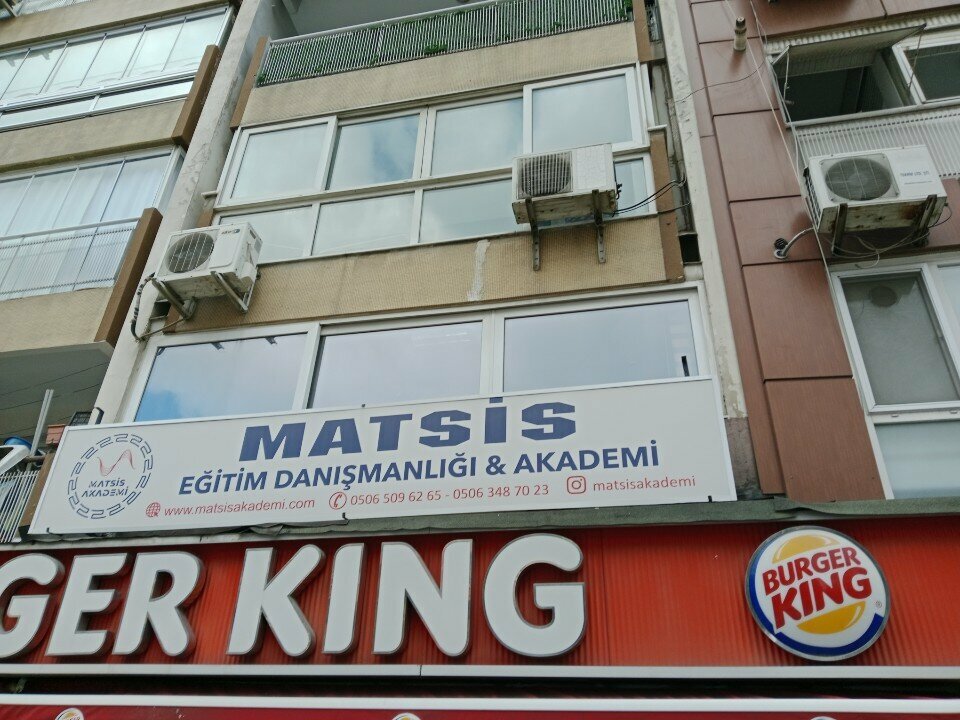 MATSİS
EĞİTİM DANIŞMANLIĞI & AKADEMİ
MATSİS
AKADEMİ
www.matsisakademi.com 0506 509 62 65 - 0506 348 70 23 matsisakademi
GER KING
BURGER
KING